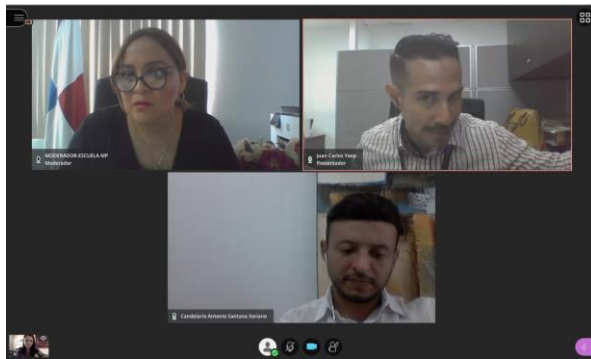 MODERADOR-ESCUELA MP
Moderador
Juan Carlos Yeep
Presentador
Candelario Antonio Santana Soriano